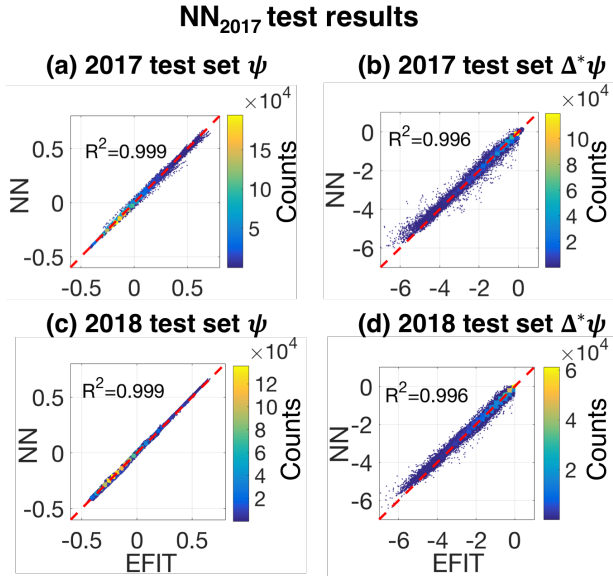 NN2017 test results
(a) 2017 test set ψ
(b) 2017 test set Δ*ψ
×10^4
×10^4
R²=0.999
R²=0.996
0.5
0
-0.5
NN
-0.5 0 0.5
15
10
5
Counts
0
-2
-4
-6
NN
-6 -4 -2 0
10
8
6
4
2
Counts
(c) 2018 test set ψ
(d) 2018 test set Δ*ψ
×10^4
×10^4
R²=0.999
R²=0.996
0.5
0
-0.5
NN
-0.5 0 0.5
EFIT
12
10
8
6
4
2
Counts
0
-2
-4
-6
NN
-6 -4 -2 0
EFIT
6
4
2
Counts